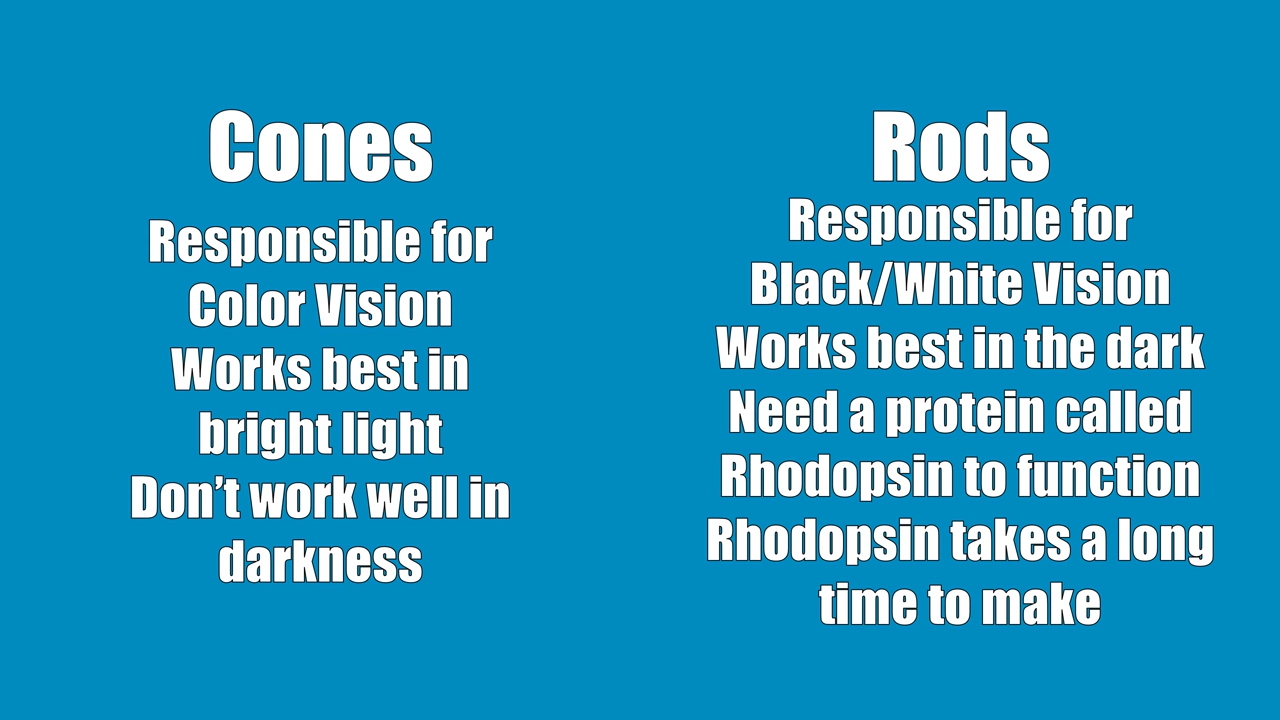 Cones
Responsible for
Color Vision
Works best in
bright light
Don’t work well in
darkness
Rods
Responsible for
Black/White Vision
Works best in the dark
Need a protein called
Rhodopsin to function
Rhodopsin takes a long
time to make